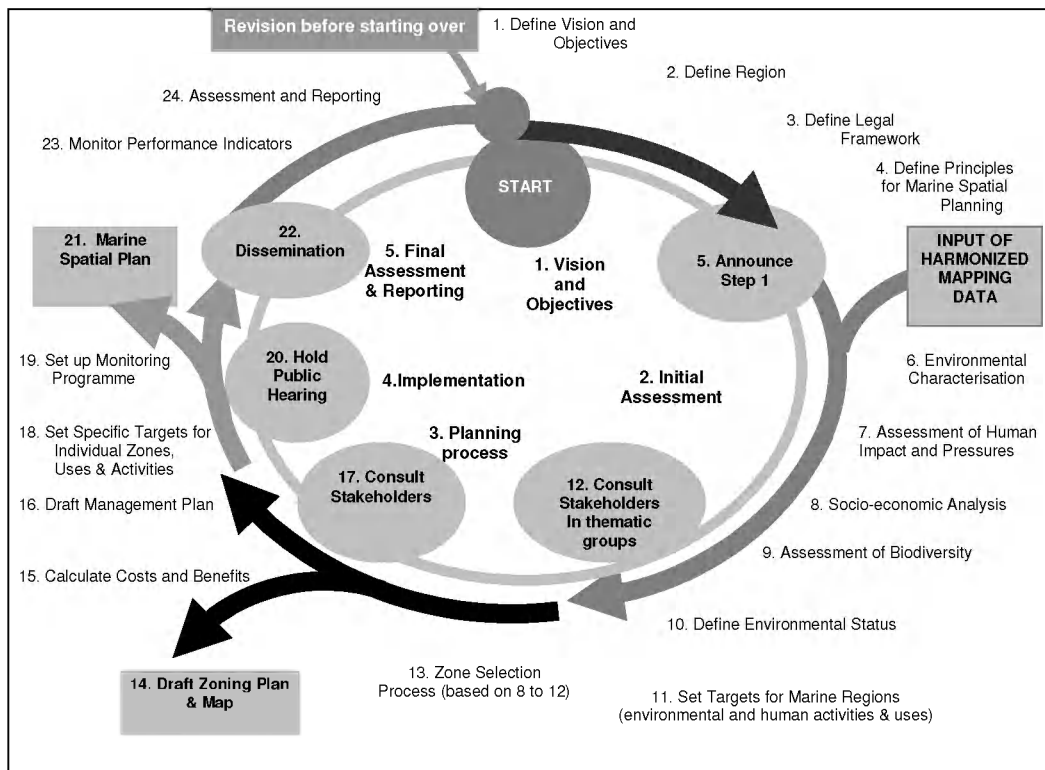 Revision before starting over
1. Define Vision and
Objectives
2. Define Region
3. Define Legal
Framework
4. Define Principles
for Marine Spatial
Planning
24. Assessment and Reporting
23. Monitor Performance Indicators
START
21. Marine
Spatial Plan
22.
Dissemination
5. Final
Assessment
& Reporting
1. Vision
and
Objectives
5. Announce
Step 1
INPUT OF
HARMONIZED
MAPPING
DATA
19. Set up Monitoring
Programme
20. Hold
Public
Hearing
4.Implementation
2. Initial
Assessment
6. Environmental
Characterisation
18. Set Specific Targets for
Individual Zones,
Uses & Activities
3. Planning
process
7. Assessment of Human
Impact and Pressures
16. Draft Management Plan
17. Consult
Stakeholders
12. Consult
Stakeholders
In thematic
groups
8. Socio-economic Analysis
9. Assessment of Biodiversity
15. Calculate Costs and Benefits
10. Define Environmental Status
14. Draft Zoning Plan
& Map
13. Zone Selection
Process (based on 8 to 12)
11. Set Targets for Marine Regions
(environmental and human activities & uses)